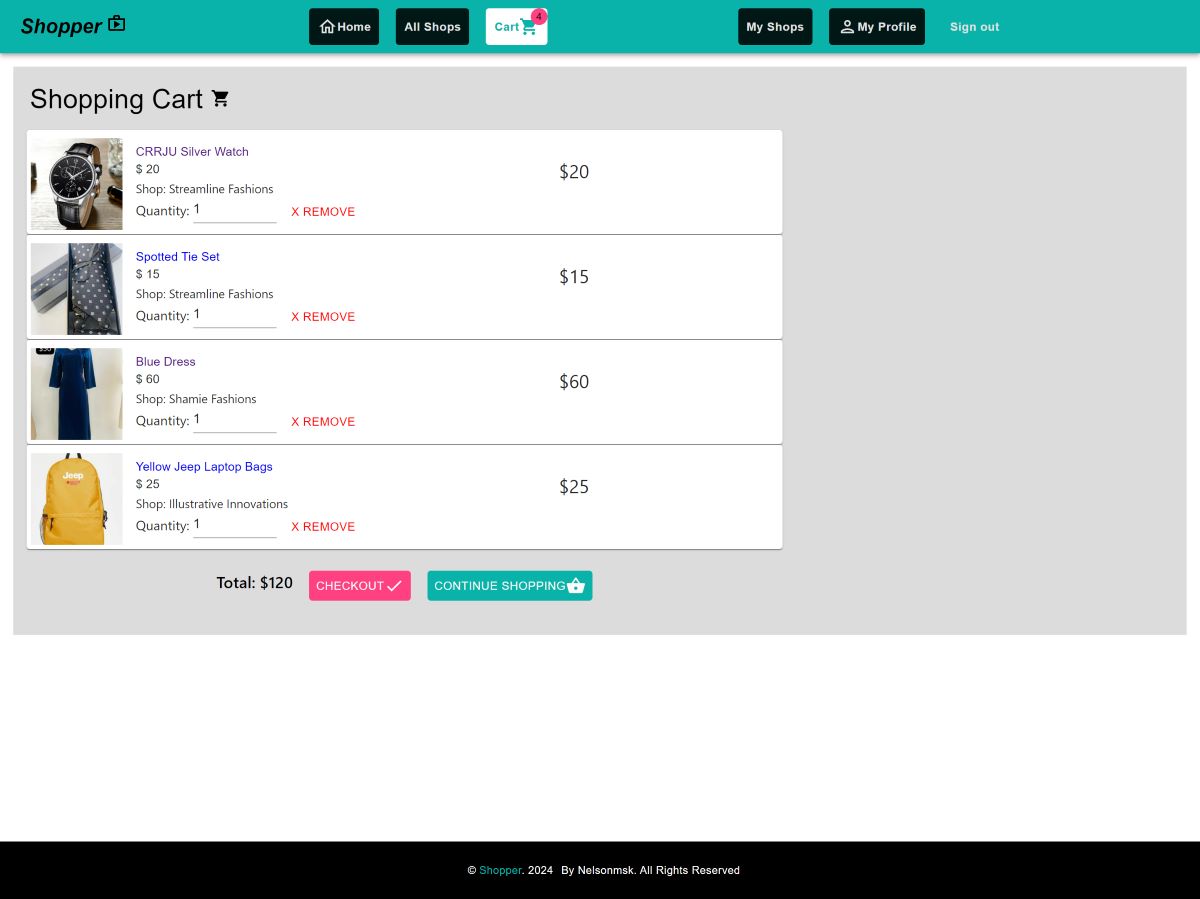 Shopper
Home
All Shops
Cart
4
My Shops
My Profile
Sign out
Shopping Cart
CRRJU Silver Watch
$ 20
$20
Shop: Streamline Fashions
Quantity: 1
X REMOVE
Spotted Tie Set
$ 15
$15
Shop: Streamline Fashions
Quantity: 1
X REMOVE
Blue Dress
$ 60
$60
Shop: Shamie Fashions
Quantity: 1
X REMOVE
Jeep
Yellow Jeep Laptop Bags
$ 25
$25
Shop: Illustrative Innovations
Quantity: 1
X REMOVE
Total: $120
CHECKOUT
CONTINUE SHOPPING
© Shopper. 2024 By Nelsonmsk. All Rights Reserved